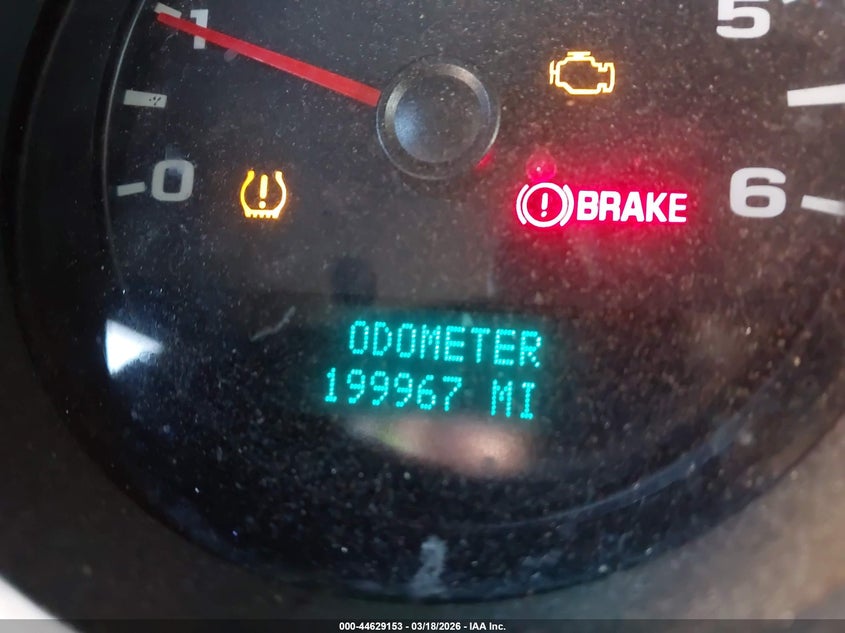 1
5
0
6
BRAKE
ODOMETER
199967 MI
000-44629153 - 03/18/2026 - IAA Inc.